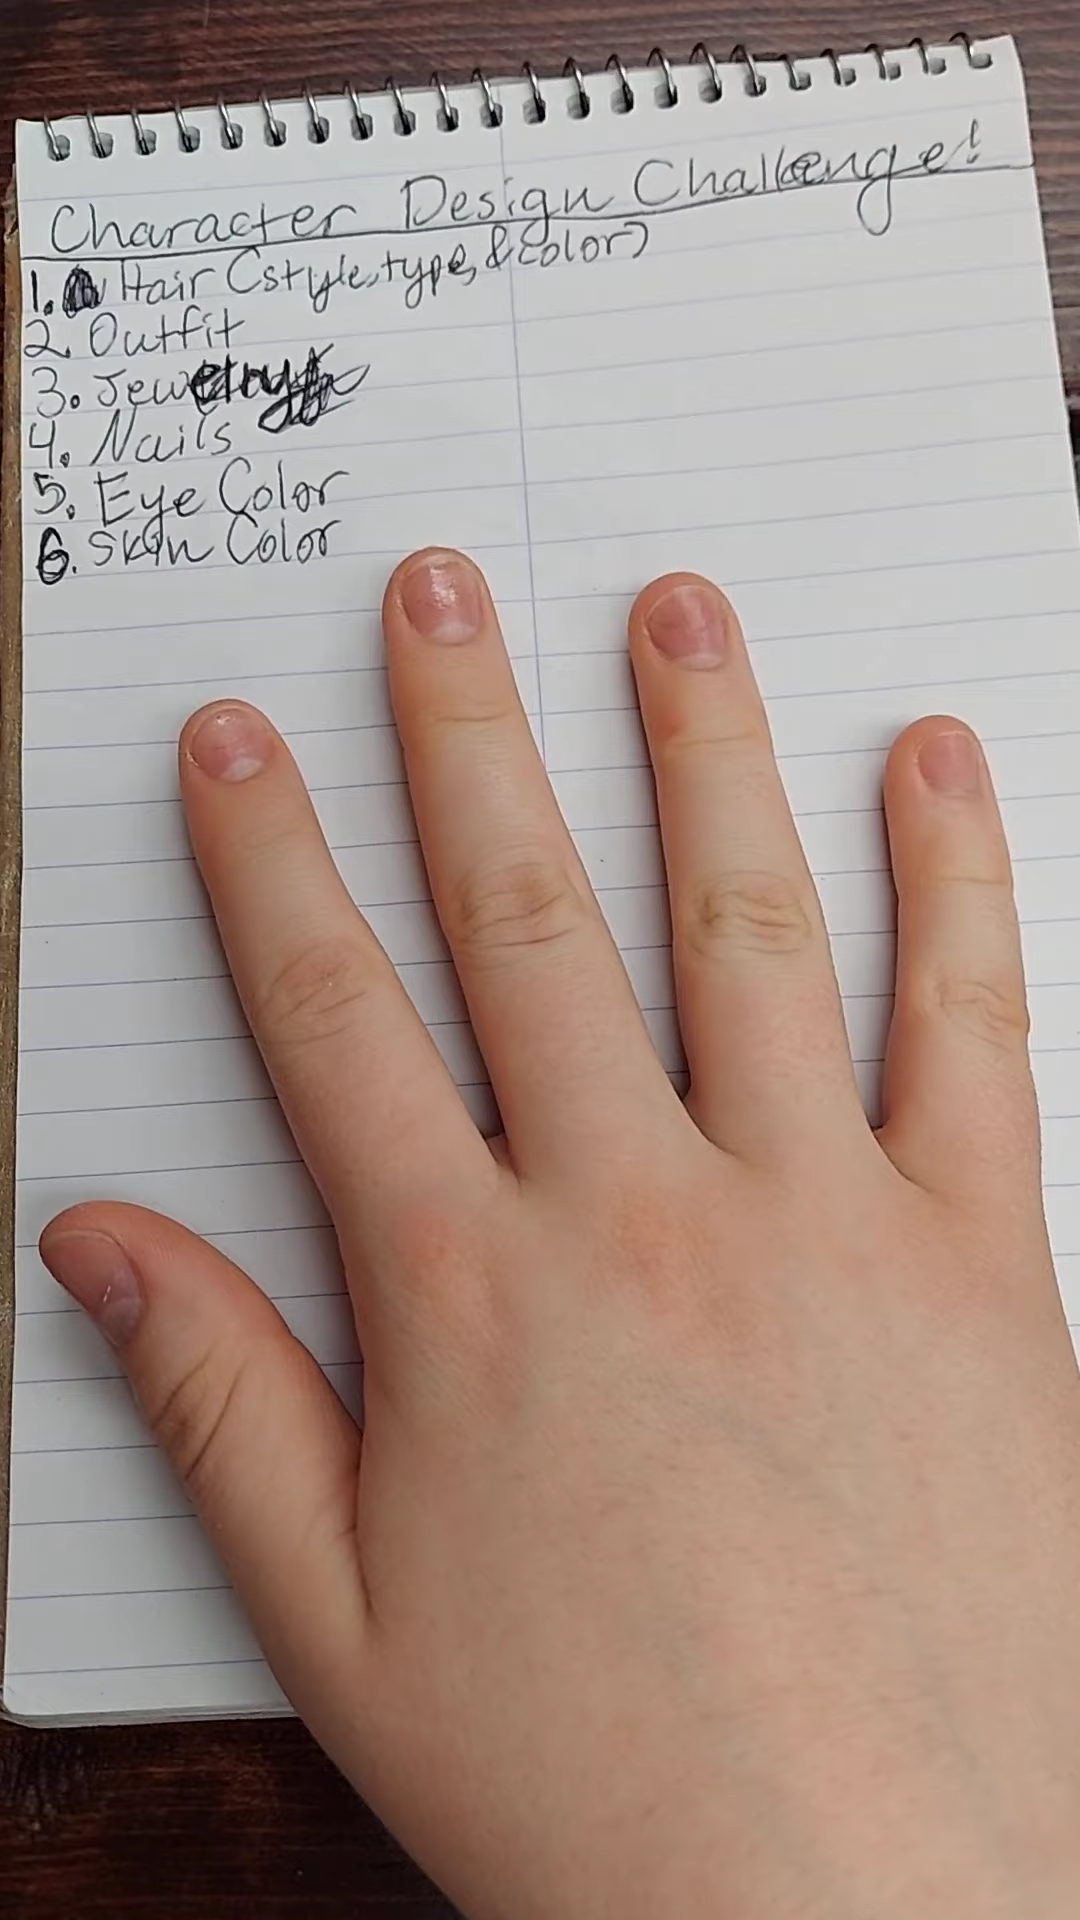 Character Design Challenge!
1. Hair (style, type, & color)
2. Outfit
3. Jewelry
4. Nails
5. Eye Color
6. Skin Color